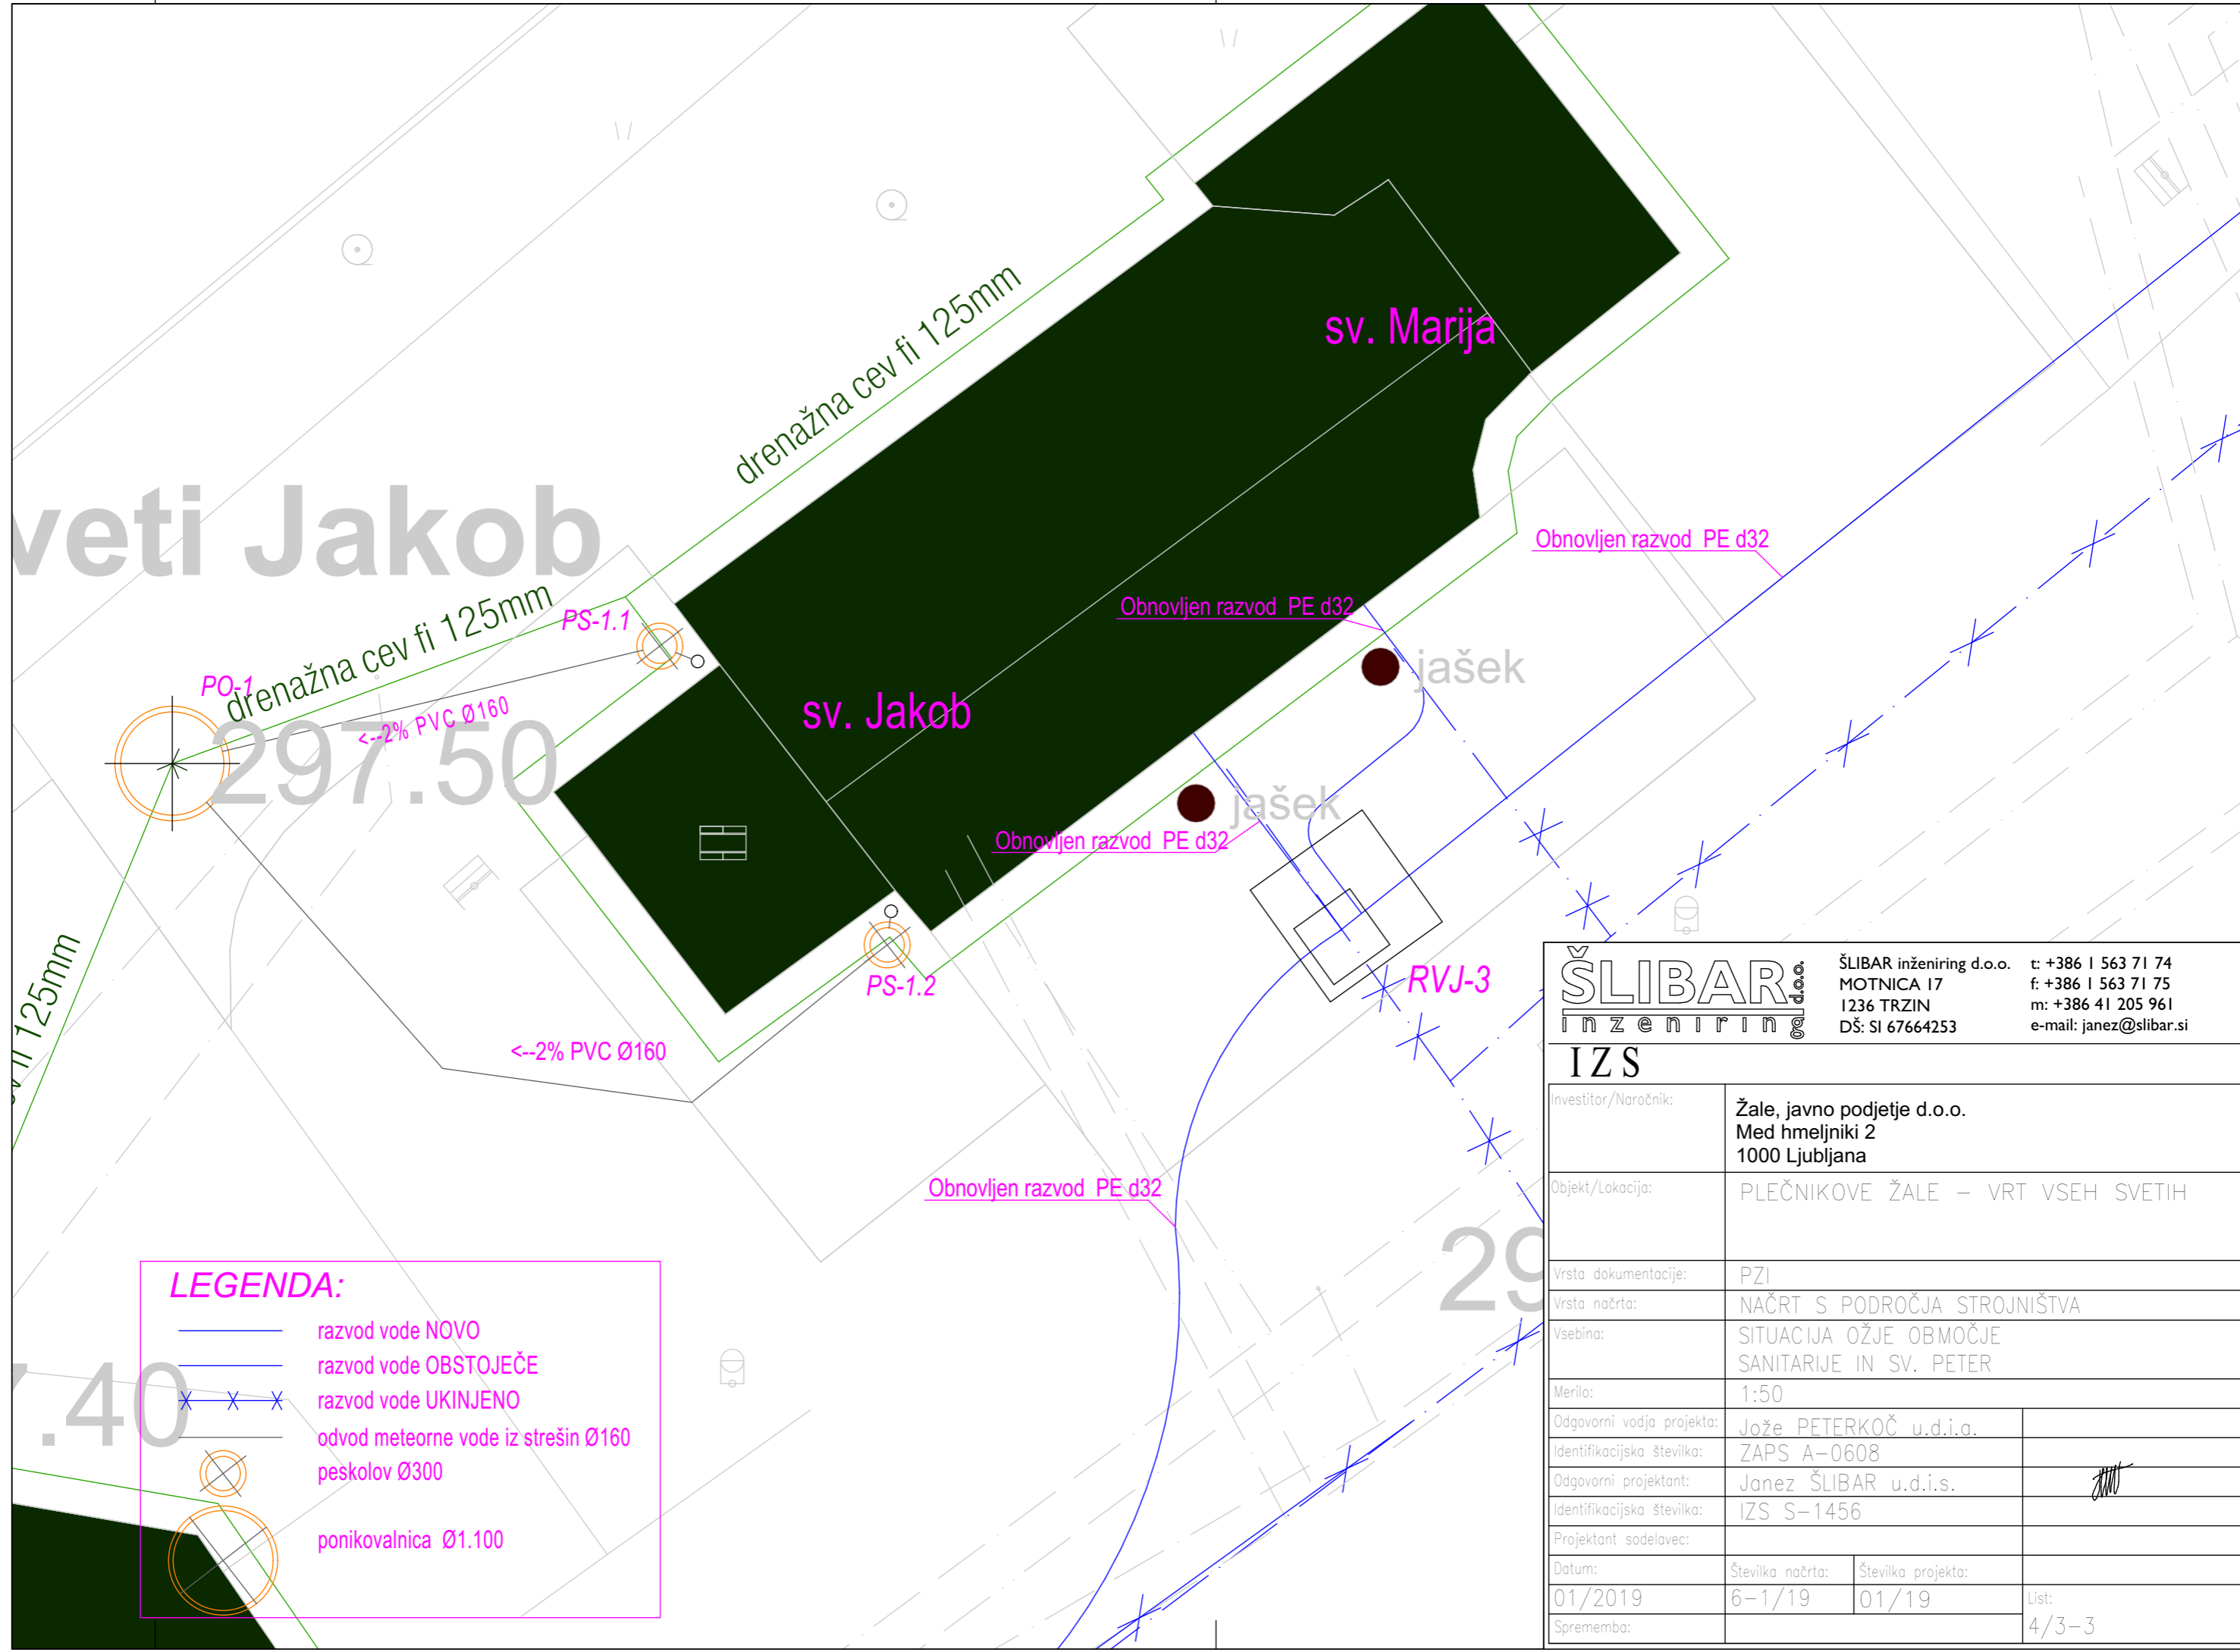 drenažna cev fi 125mm
sv. Marija
veti Jakob
Obnovljen razvod PE d32
Obnovljen razvod PE d32
drenažna cev fi 125mm
PS-1.1
jašek
PO-1
<--2% PVC Ø160
sv. Jakob
297.50
jašek
Obnovljen razvod PE d32
PS-1.2
RVJ-3
125mm
<--2% PVC Ø160
Obnovljen razvod PE d32
29
.40
LEGENDA:
razvod vode NOVO
razvod vode OBSTOJEČE
razvod vode UKINJENO
odvod meteorne vode iz strešin Ø160
peskolov Ø300
ponikovalnica Ø1.100
ŠLIBAR d.o.o.
inženiring
ŠLIBAR inženiring d.o.o.
MOTNICA 17
1236 TRZIN
DŠ: SI 67664253
t: +386 1 563 71 74
f: +386 1 563 71 75
m: +386 41 205 961
e-mail: janez@slibar.si
IZS
Investitor/Naročnik:
Žale, javno podjetje d.o.o.
Med hmeljniki 2
1000 Ljubljana
Objekt/Lokacija: PLEČNIKOVE ŽALE – VRT VSEH SVETIH
Vrsta dokumentacije: PZI
Vrsta načrta: NAČRT S PODROČJA STROJNIŠTVA
Vsebina: SITUACIJA OŽJE OBMOČJE
SANITARIJE IN SV. PETER
Merilo: 1:50
Odgovorni vodja projekta: Jože PETERKOČ u.d.i.a.
Identifikacijska številka: ZAPS A–0608
Odgovorni projektant: Janez ŠLIBAR u.d.i.s.
Identifikacijska številka: IZS S–1456
Projektant sodelavec:
Datum: Številka načrta: Številka projekta:
01/2019 6–1/19 01/19 List:
Sprememba: 4/3–3